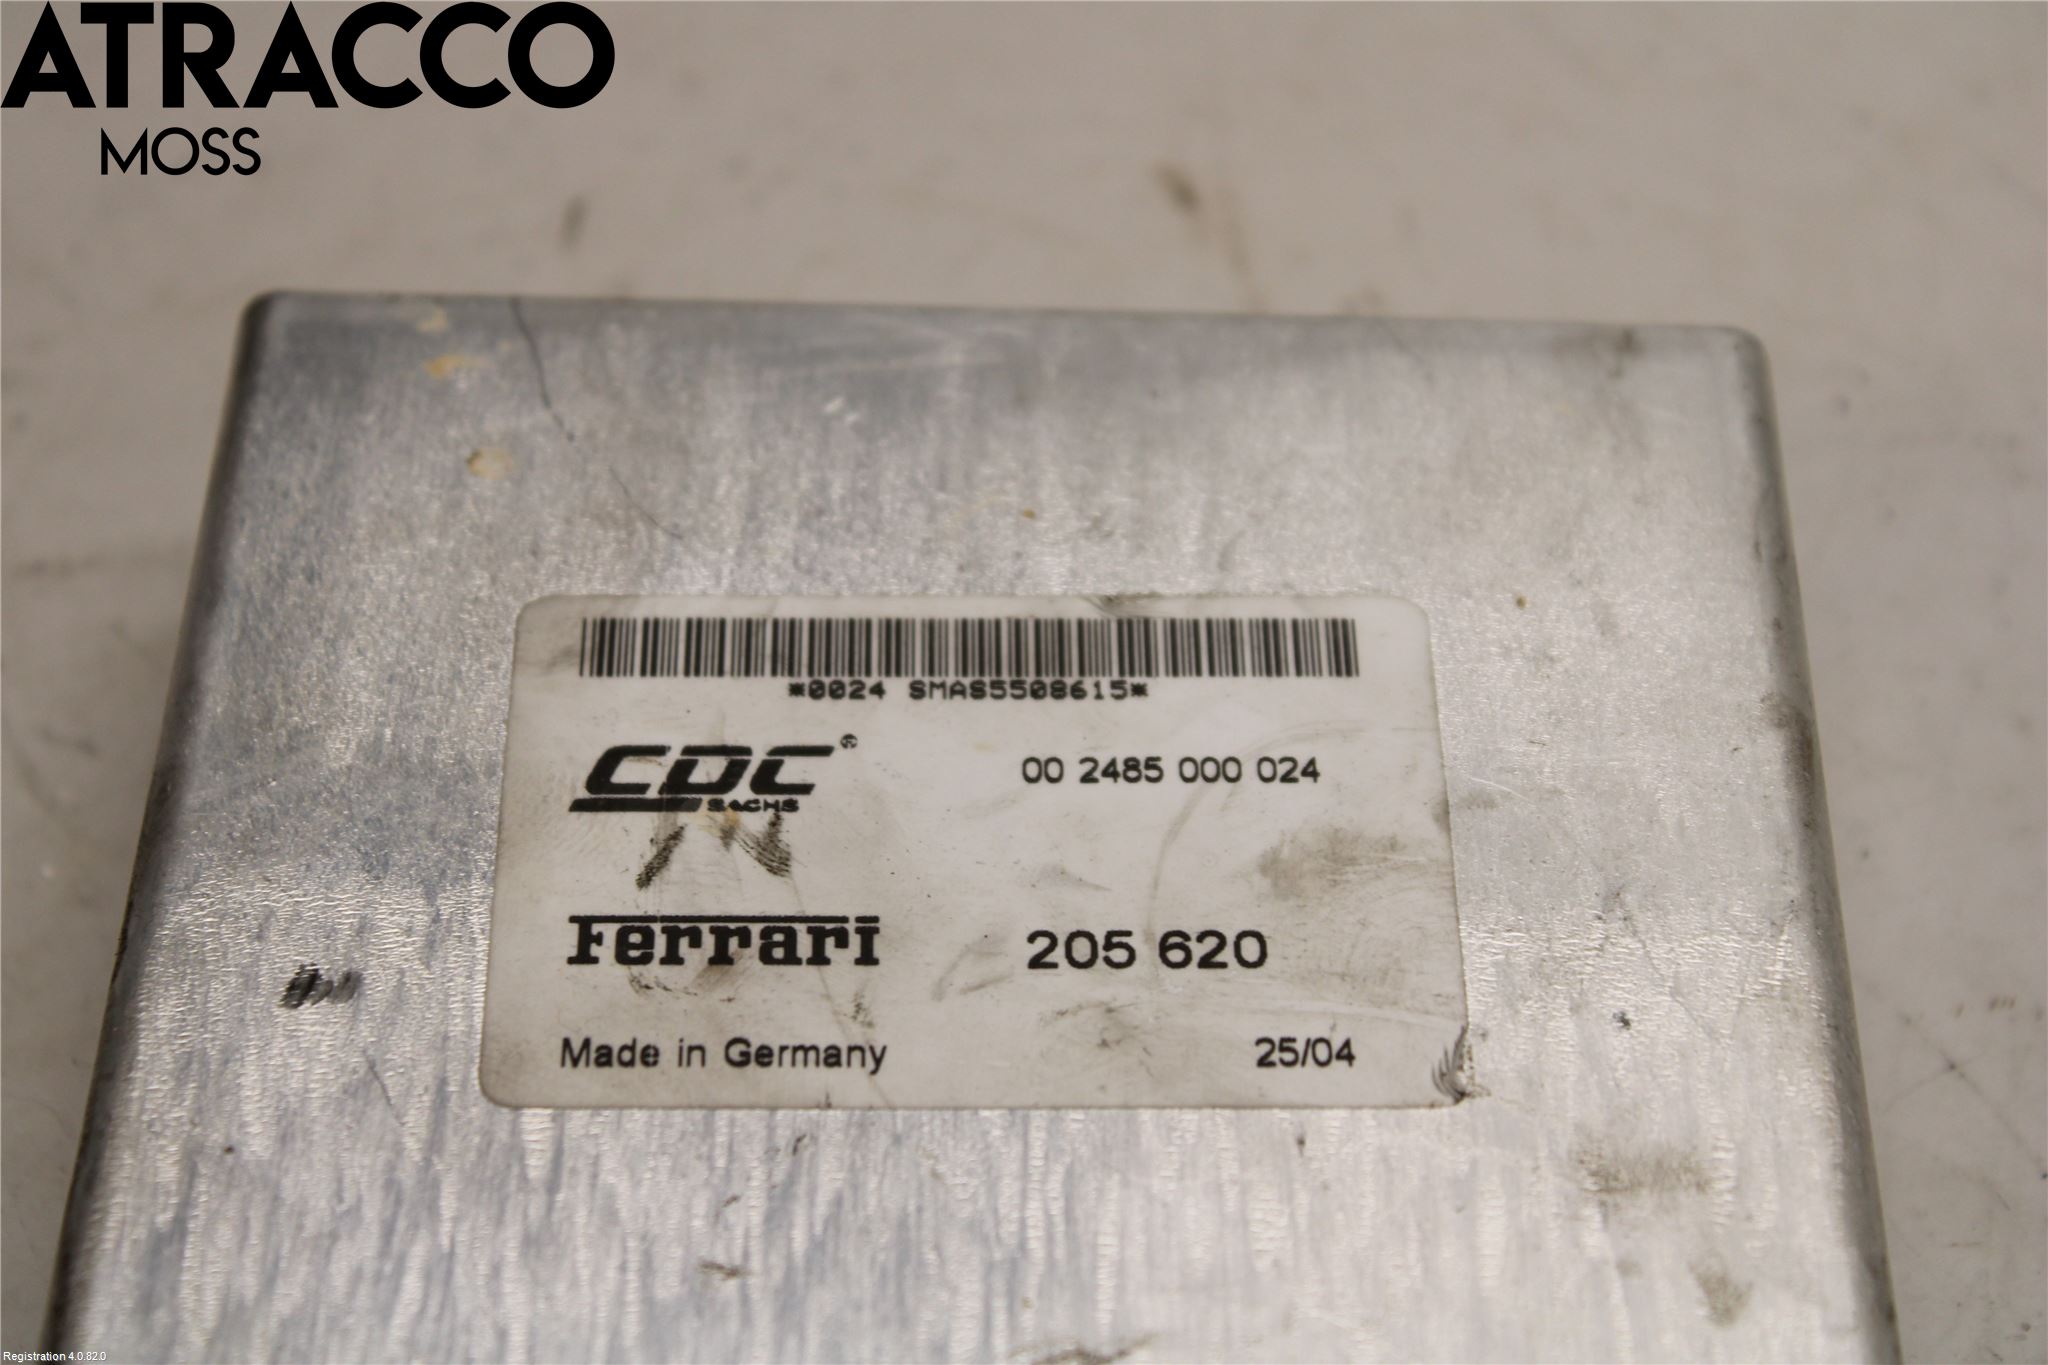 ATRACCO
MOSS
*0024 SMAS5508615*
CDC®
SACHS
00 2485 000 024
Ferrari
205 620
Made in Germany
25/04
Registration 4.0.82.0